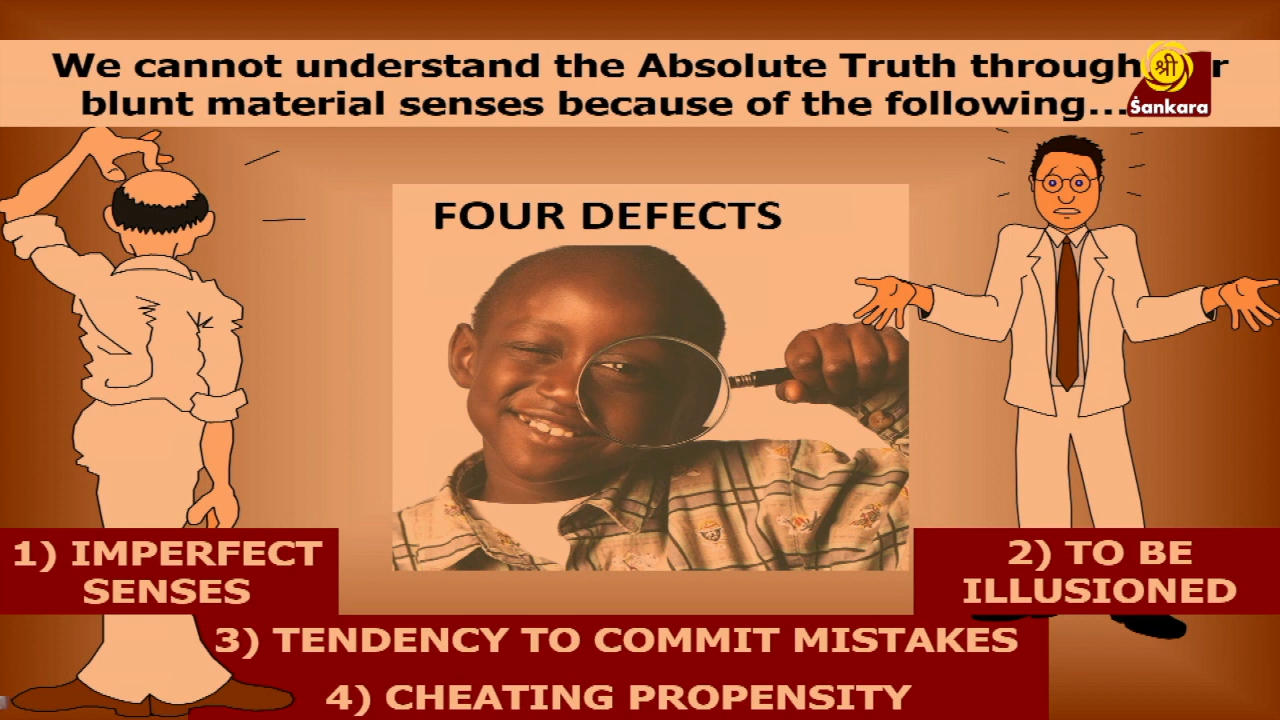 We cannot understand the Absolute Truth through
blunt material senses because of the following...
श्री
Śankara
FOUR DEFECTS
1) IMPERFECT
SENSES
2) TO BE
ILLUSIONED
3) TENDENCY TO COMMIT MISTAKES
4) CHEATING PROPENSITY